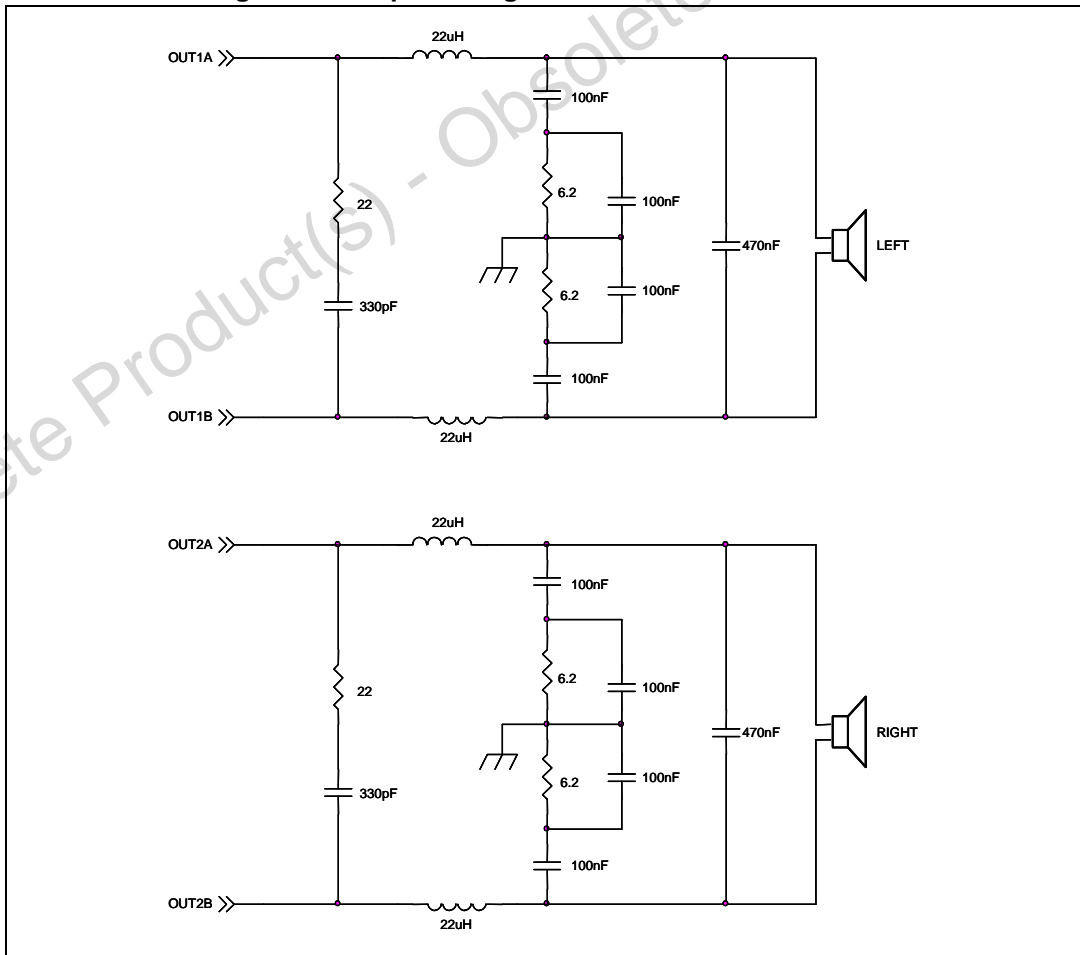 OUT1A
22uH
100nF
6.2
100nF
22
470nF
LEFT
6.2
100nF
330pF
100nF
OUT1B
22uH
OUT2A
22uH
100nF
6.2
100nF
22
470nF
RIGHT
6.2
100nF
330pF
100nF
OUT2B
22uH
ete Product(s) - Obsolete